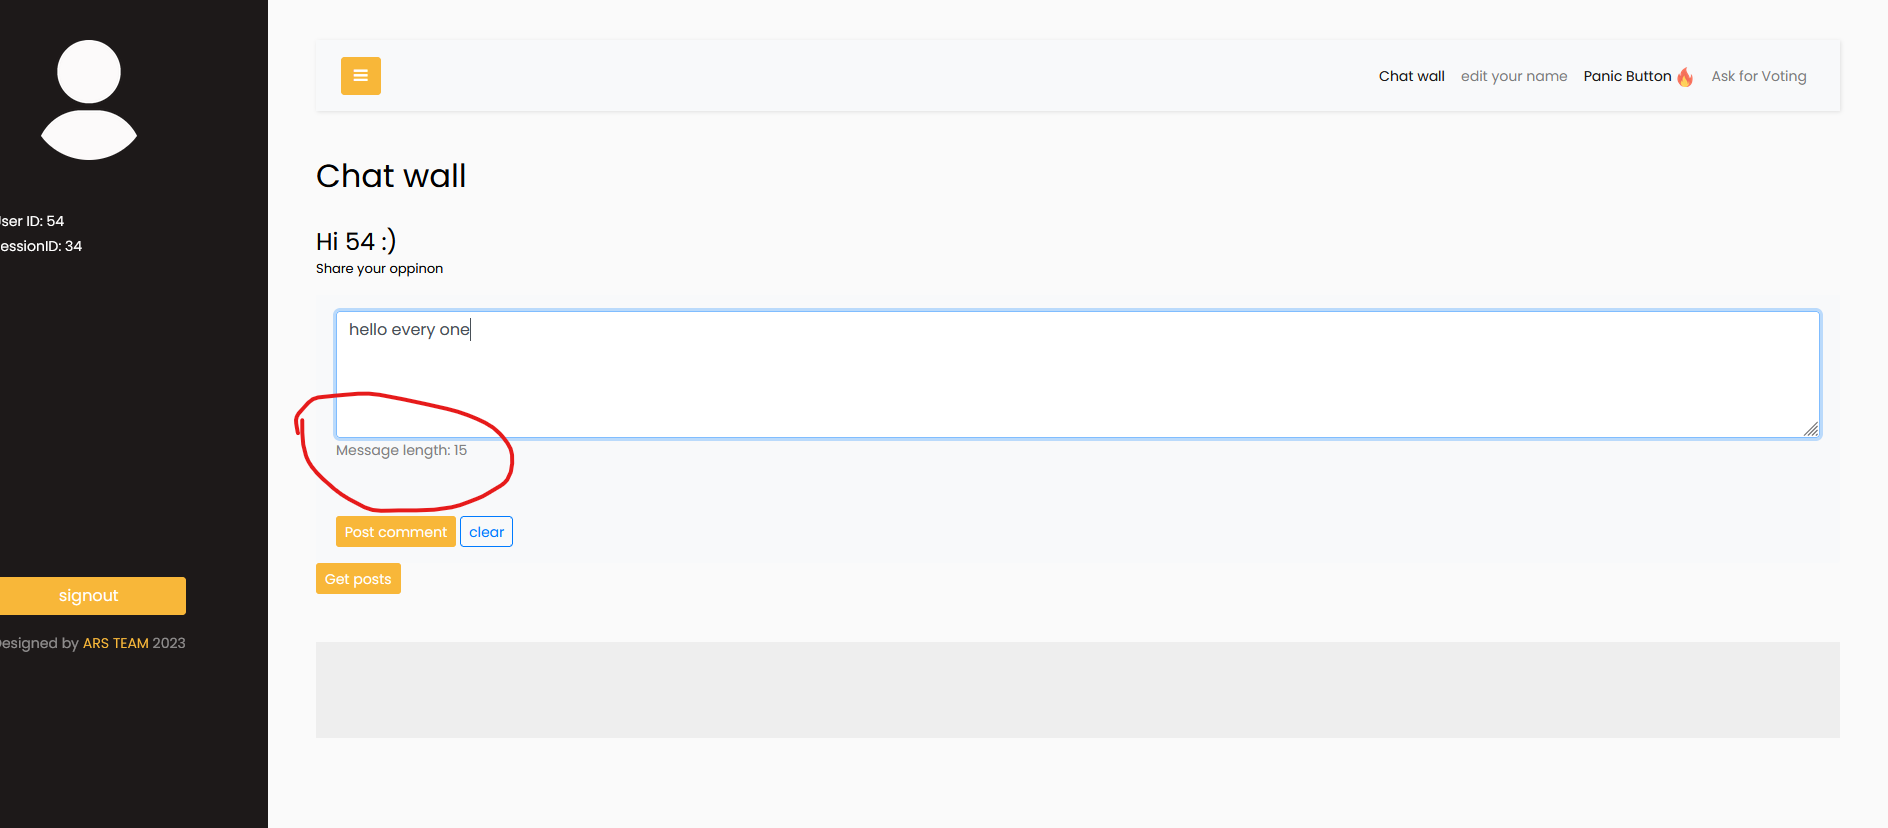 Chat wall edit your name Panic Button Ask for Voting
Chat wall
ser ID: 54
essionID: 34
Hi 54 :)
Share your oppinon
hello every one
Message length: 15
Post comment clear
Get posts
signout
esigned by ARS TEAM 2023